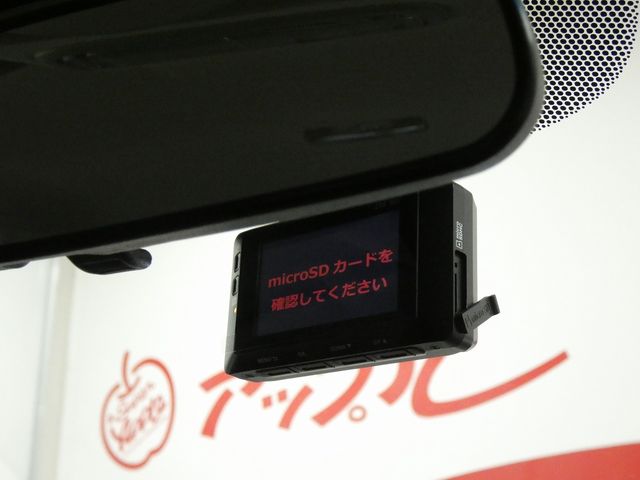 microSD カードを
確認してください
アップル